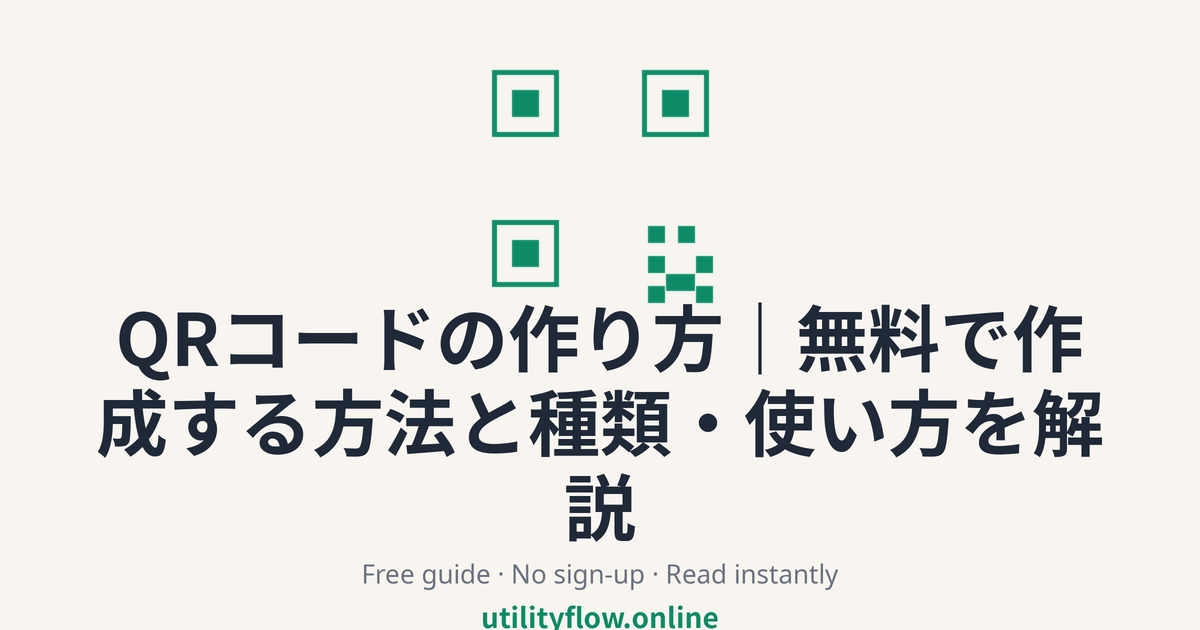 QRコードの作り方｜無料で作
成する方法と種類・使い方を解
説
Free guide · No sign-up · Read instantly
utilityflow.online